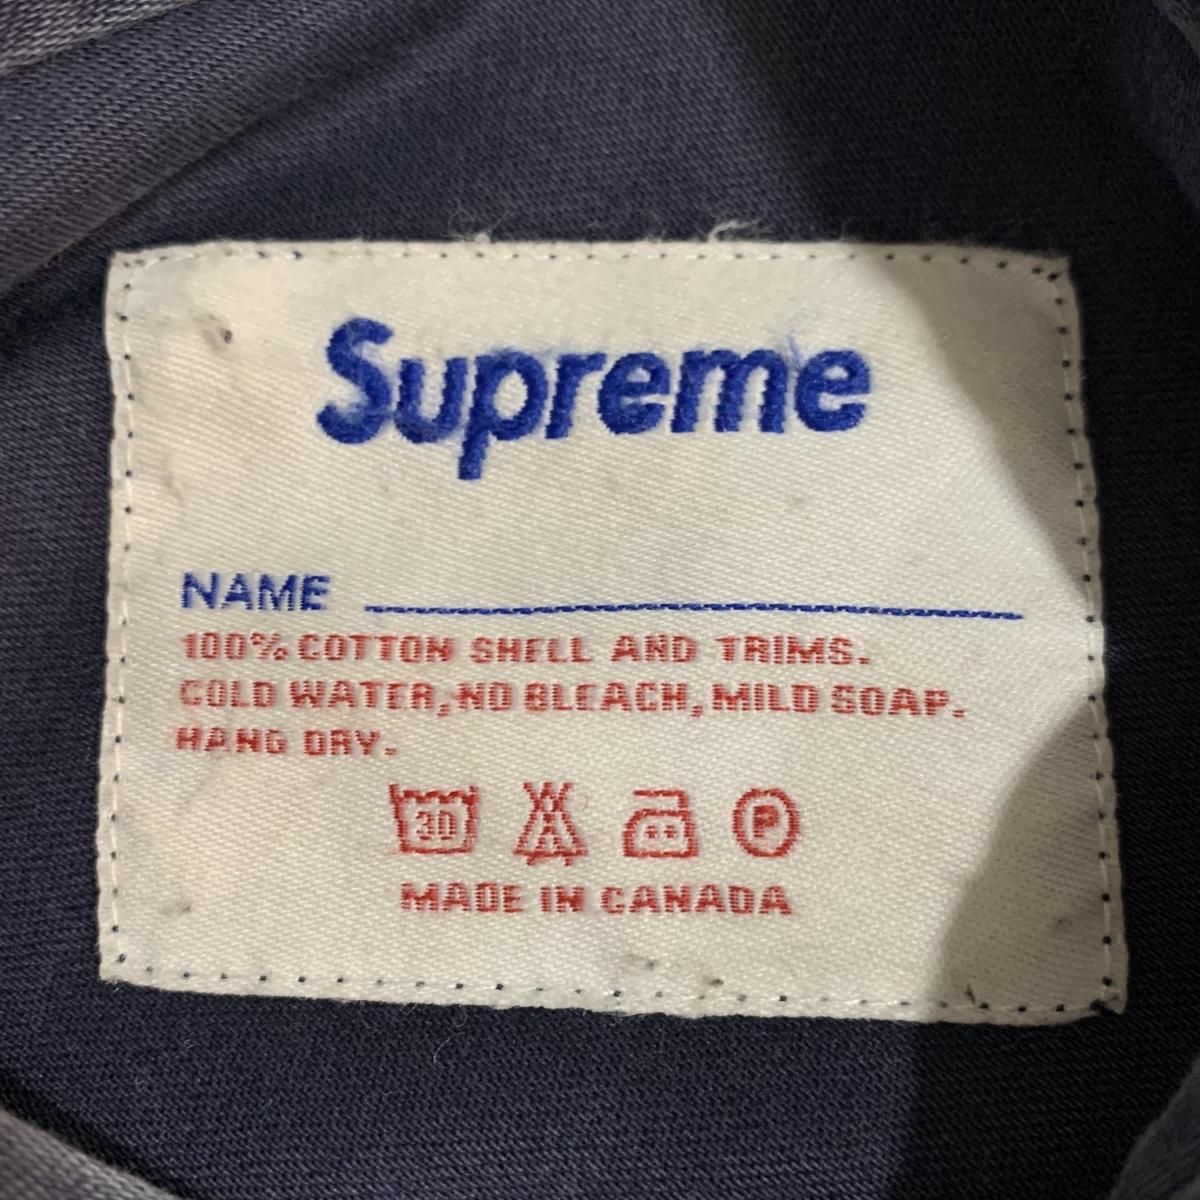 Supreme
NAME
100% COTTON SHELL AND TRIMS.
COLD WATER, NO BLEACH, MILD SOAP.
HANG DRY.
30 P
MADE IN CANADA